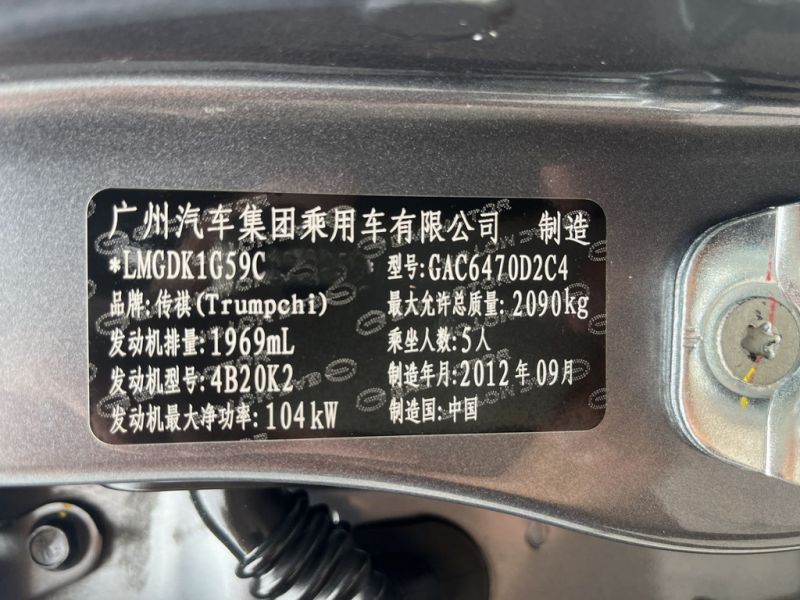 广州汽车集团乘用车有限公司 制造
*LMGDK1G59C 型号:GAC6470D2C4
品牌:传祺(Trumpchi) 最大允许总质量:2090kg
发动机排量:1969mL 乘坐人数:5人
发动机型号:4B20K2 制造年月:2012年09月
发动机最大净功率:104kW 制造国:中国